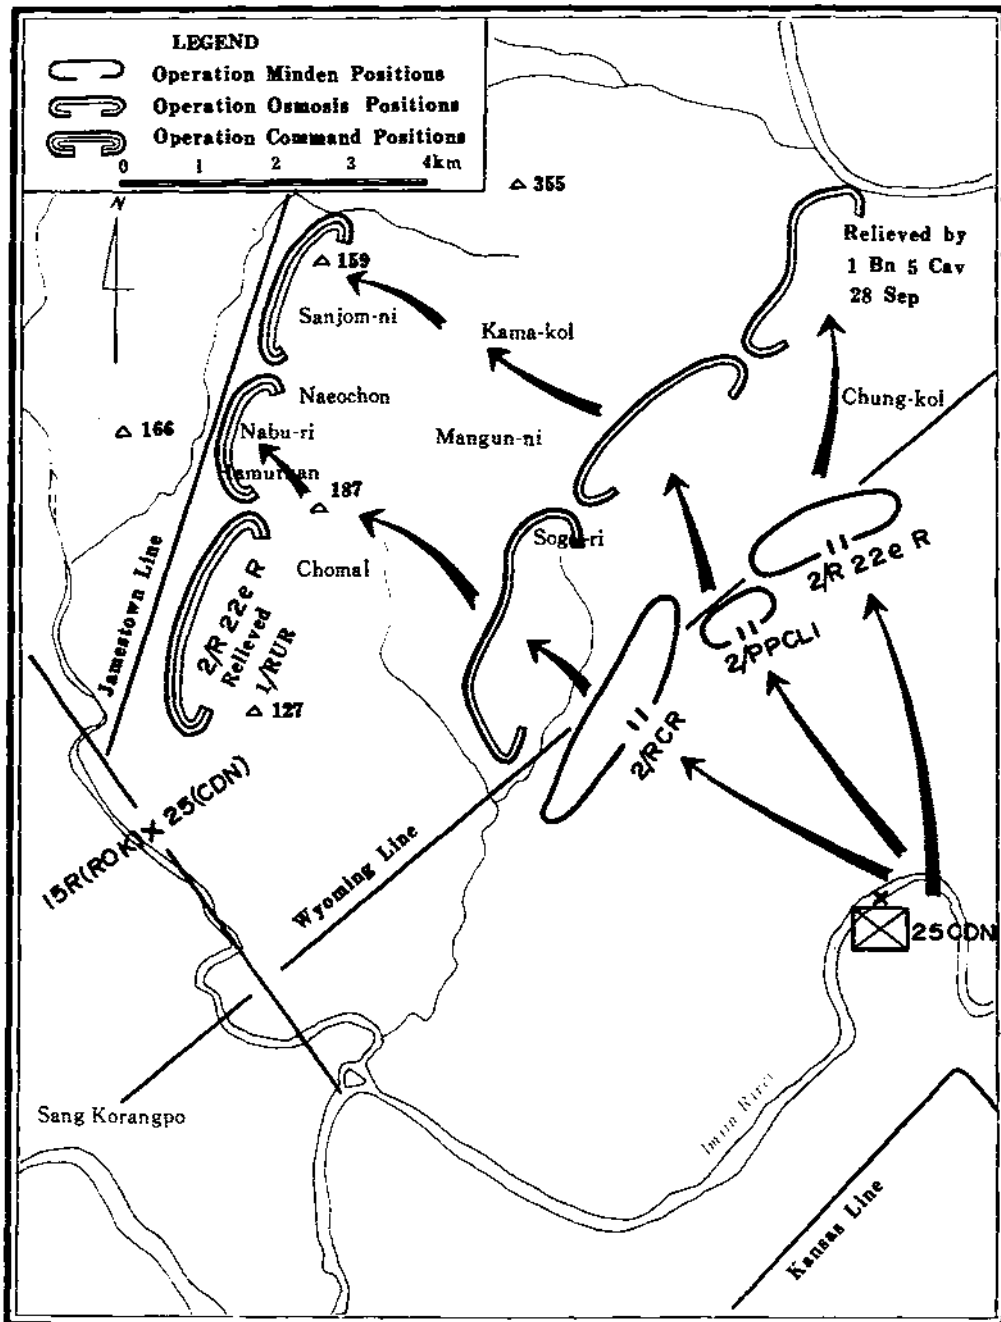 LEGEND
Operation Minden Positions
Operation Osmosis Positions
Operation Command Positions
0 1 2 3 4km
N
355
159
Relieved by
1 Bn 5 Cav
28 Sep
Sanjom-ni
Kama-kol
Naeochon
Chung-kol
166
Nabu-ri
Mangun-ni
187
Chomal
2/R 22e R
2/PPCLI
2/RCR
2/R 22e R
Relieved
1/RUR
127
Jamestown Line
15R(ROK) X 25(CDN)
Wyoming Line
25CDN
Sang Korangpo
Imjin River
Kansas Line